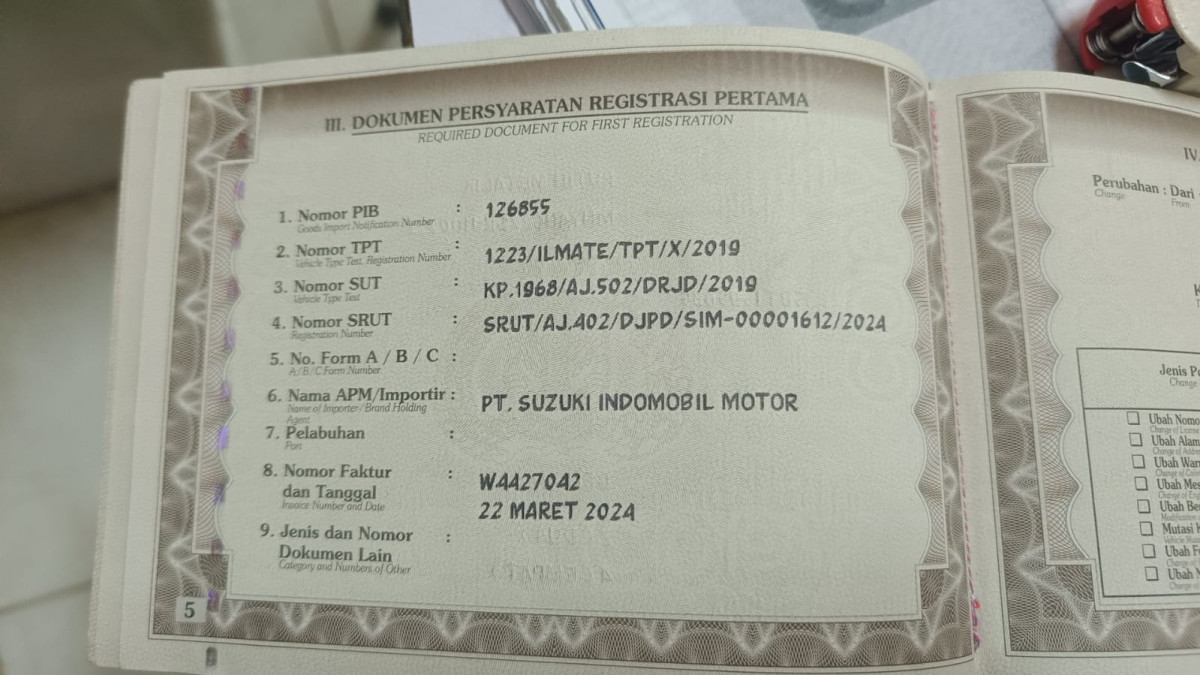 III. DOKUMEN PERSYARATAN REGISTRASI PERTAMA
REQUIRED DOCUMENT FOR FIRST REGISTRATION
1. Nomor PIB : 126855
Goods Import Notification Number
2. Nomor TPT : 1223/ILMATE/TPT/X/2019
Vehicle Type Test. Registration Number
3. Nomor SUT : KP.1968/AJ.502/DRJD/2019
Vehicle Type Test
4. Nomor SRUT : SRUT/AJ.402/DJPD/SIM-00001612/2024
Registration Number
5. No. Form A / B / C :
A/B/C Form Number
6. Nama APM/Importir : PT. SUZUKI INDOMOBIL MOTOR
Name of Importer/Brand Holding
Agent
7. Pelabuhan :
Port
8. Nomor Faktur : W4427042
dan Tanggal 22 MARET 2024
Invoice Number and Date
9. Jenis dan Nomor :
Dokumen Lain
Category and Numbers of Other
5
IV
Perubahan : Dari
Change From
Jenis
Change
Ubah
Ubah
Ubah
Ubah
Ubah
Mutasi
Ubah
Ubah